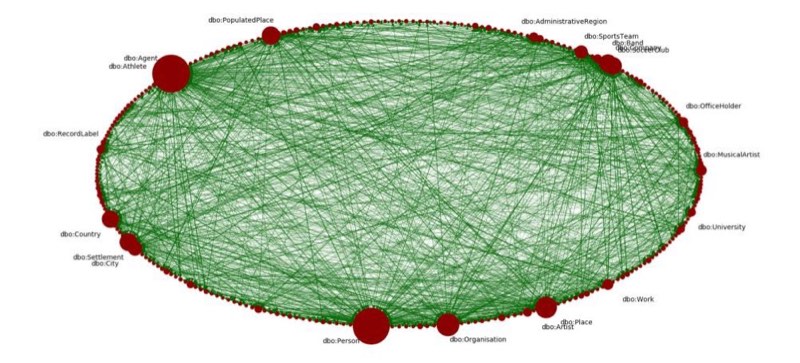 dbo:PopulatedPlace
dbo:AdministrativeRegion
dbo:SportsTeam
dbo:Band
dbo:Company
dbo:SoccerClub
dbo:Agent
dbo:Athlete
dbo:OfficeHolder
dbo:RecordLabel
dbo:MusicalArtist
dbo:University
dbo:Country
dbo:Settlement
dbo:City
dbo:Work
dbo:Place
dbo:Artist
dbo:Person
dbo:Organisation